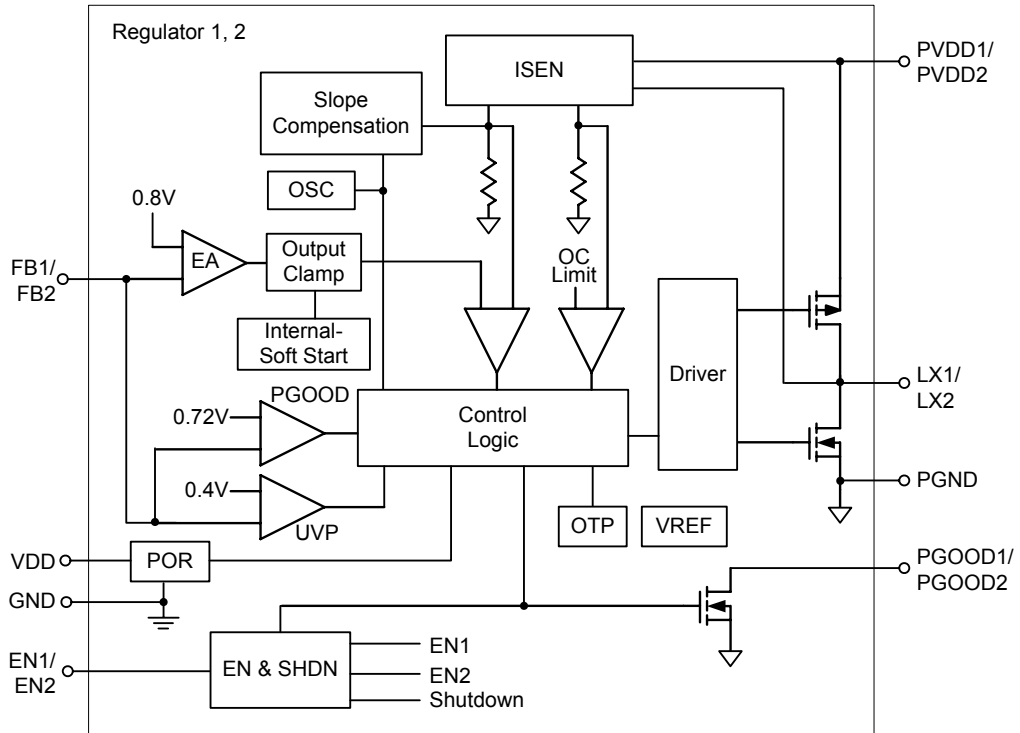 Regulator 1, 2
ISEN
PVDD1/
PVDD2
Slope
Compensation
OSC
0.8V
EA
Output
Clamp
OC
Limit
FB1/
FB2
Internal-
Soft Start
Driver
LX1/
LX2
PGOOD
0.72V
Control
Logic
0.4V
UVP
PGND
OTP
VREF
VDD
POR
GND
PGOOD1/
PGOOD2
EN1/
EN2
EN & SHDN
EN1
EN2
Shutdown